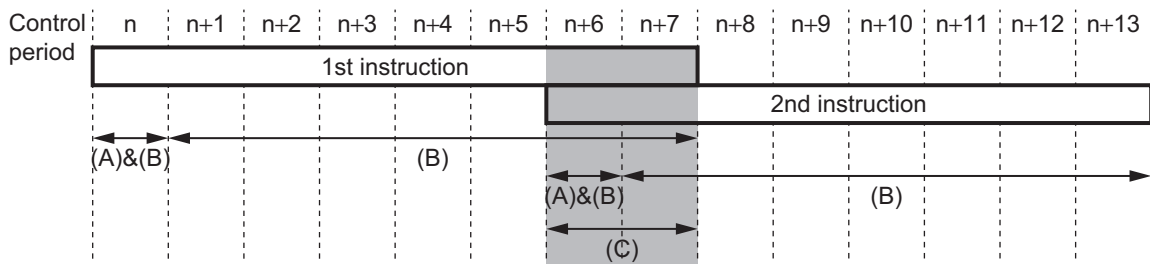 Control period n n+1 n+2 n+3 n+4 n+5 n+6 n+7 n+8 n+9 n+10 n+11 n+12 n+13
1st instruction
2nd instruction
(A)&(B) (B)
(A)&(B) (B)
(C)